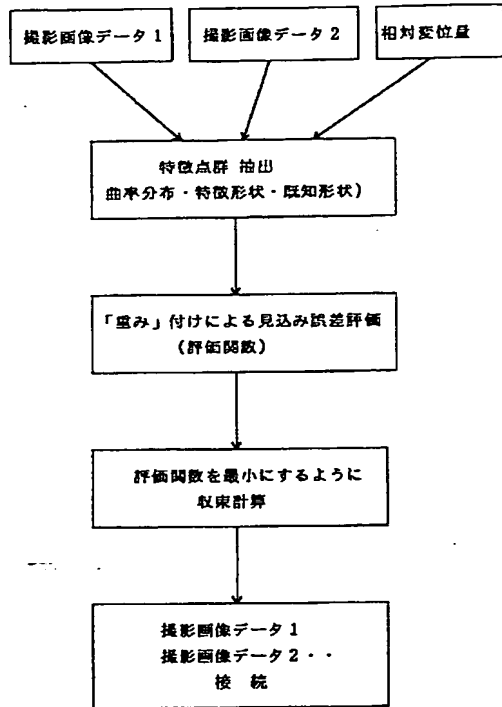 撮影画像データ1
撮影画像データ2
相対変位量
特徴点群 抽出
曲率分布・特徴形状・既知形状)
「重み」付けによる見込み誤差評価
(評価関数)
評価関数を最小にするように
収束計算
撮影画像データ1
撮影画像データ2・・
接 続